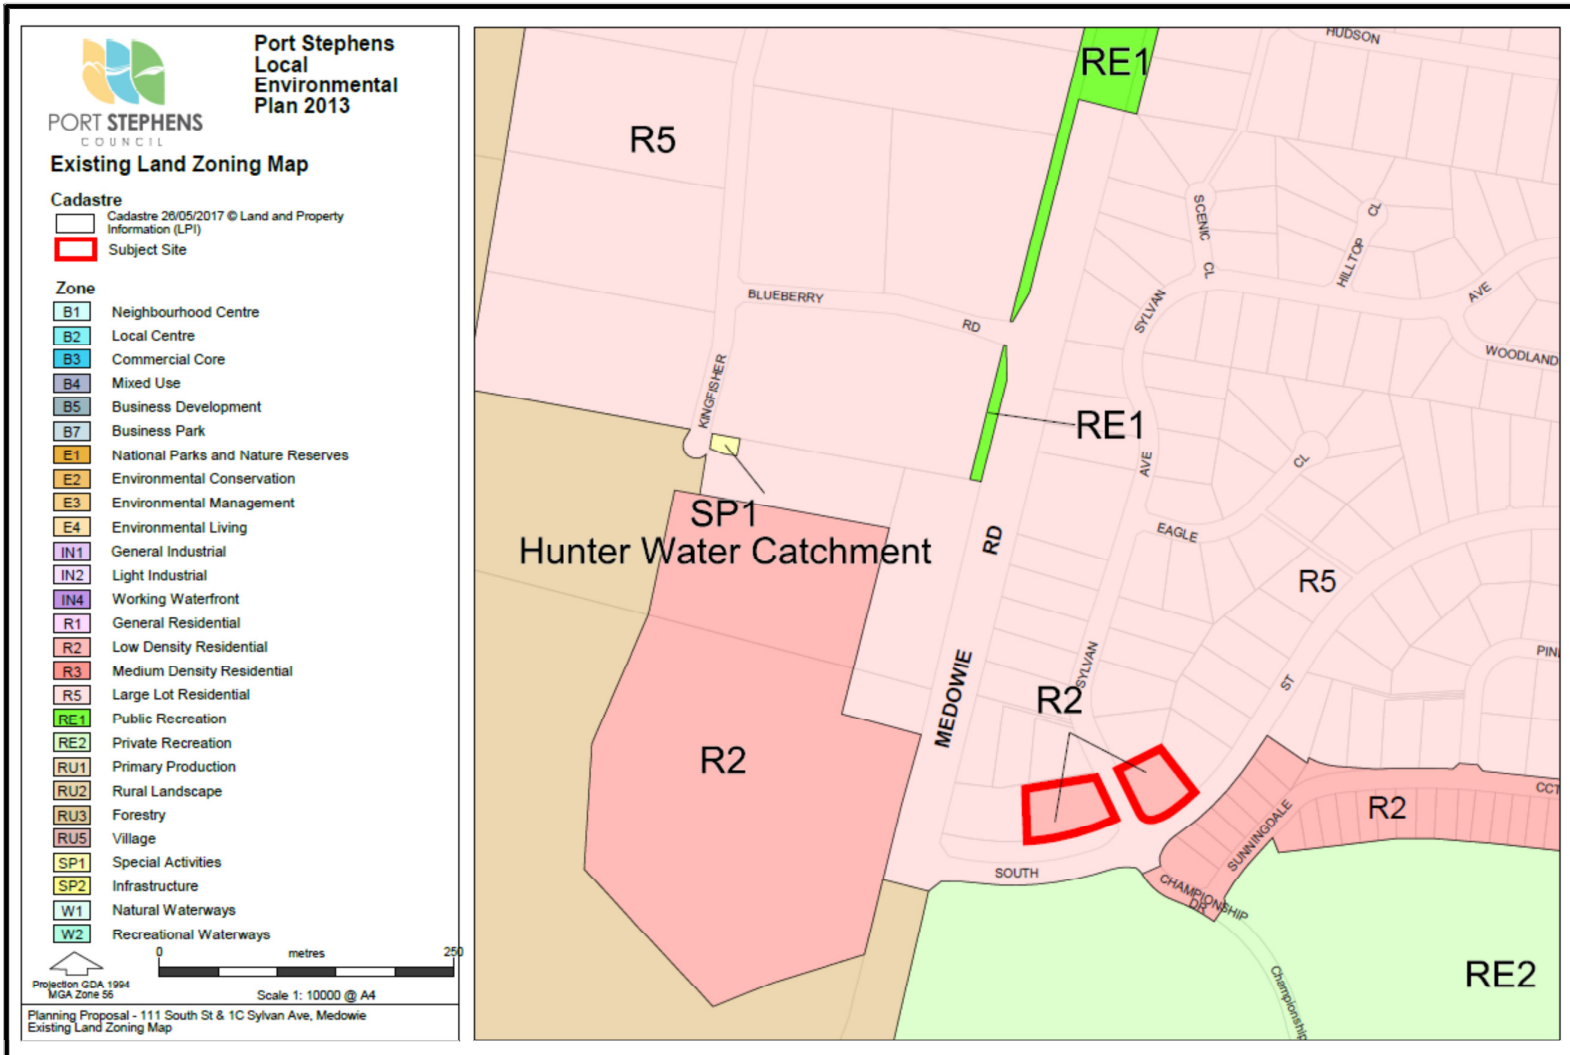 Port Stephens
Local
Environmental
Plan 2013
PORT STEPHENS
COUNCIL
Existing Land Zoning Map
Cadastre
Cadastre 26/05/2017 © Land and Property
Information (LPI)
Subject Site
Zone
B1 Neighbourhood Centre
B2 Local Centre
B3 Commercial Core
B4 Mixed Use
B5 Business Development
B7 Business Park
E1 National Parks and Nature Reserves
E2 Environmental Conservation
E3 Environmental Management
E4 Environmental Living
IN1 General Industrial
IN2 Light Industrial
IN4 Working Waterfront
R1 General Residential
R2 Low Density Residential
R3 Medium Density Residential
R5 Large Lot Residential
RE1 Public Recreation
RE2 Private Recreation
RU1 Primary Production
RU2 Rural Landscape
RU3 Forestry
RU5 Village
SP1 Special Activities
SP2 Infrastructure
W1 Natural Waterways
W2 Recreational Waterways
0 metres 250
Projection GDA 1994
MGA Zone 56
Scale 1: 10000 @ A4
Planning Proposal - 111 South St & 1C Sylvan Ave, Medowie
Existing Land Zoning Map
HUDSON
RE1
R5
SCENIC CL
HILLTOP CL
BLUEBERRY RD
SYLVAN AVE
AVE
WOODLAND
KINGFISHER
RE1
CL
EAGLE
SP1
Hunter Water Catchment
MEDOWIE RD
R5
SYLVAN
ST
PIN
R2
R2
R2
CCT
SUNNINGDALE
SOUTH
CHAMPIONSHIP
DR
RE2
Championship